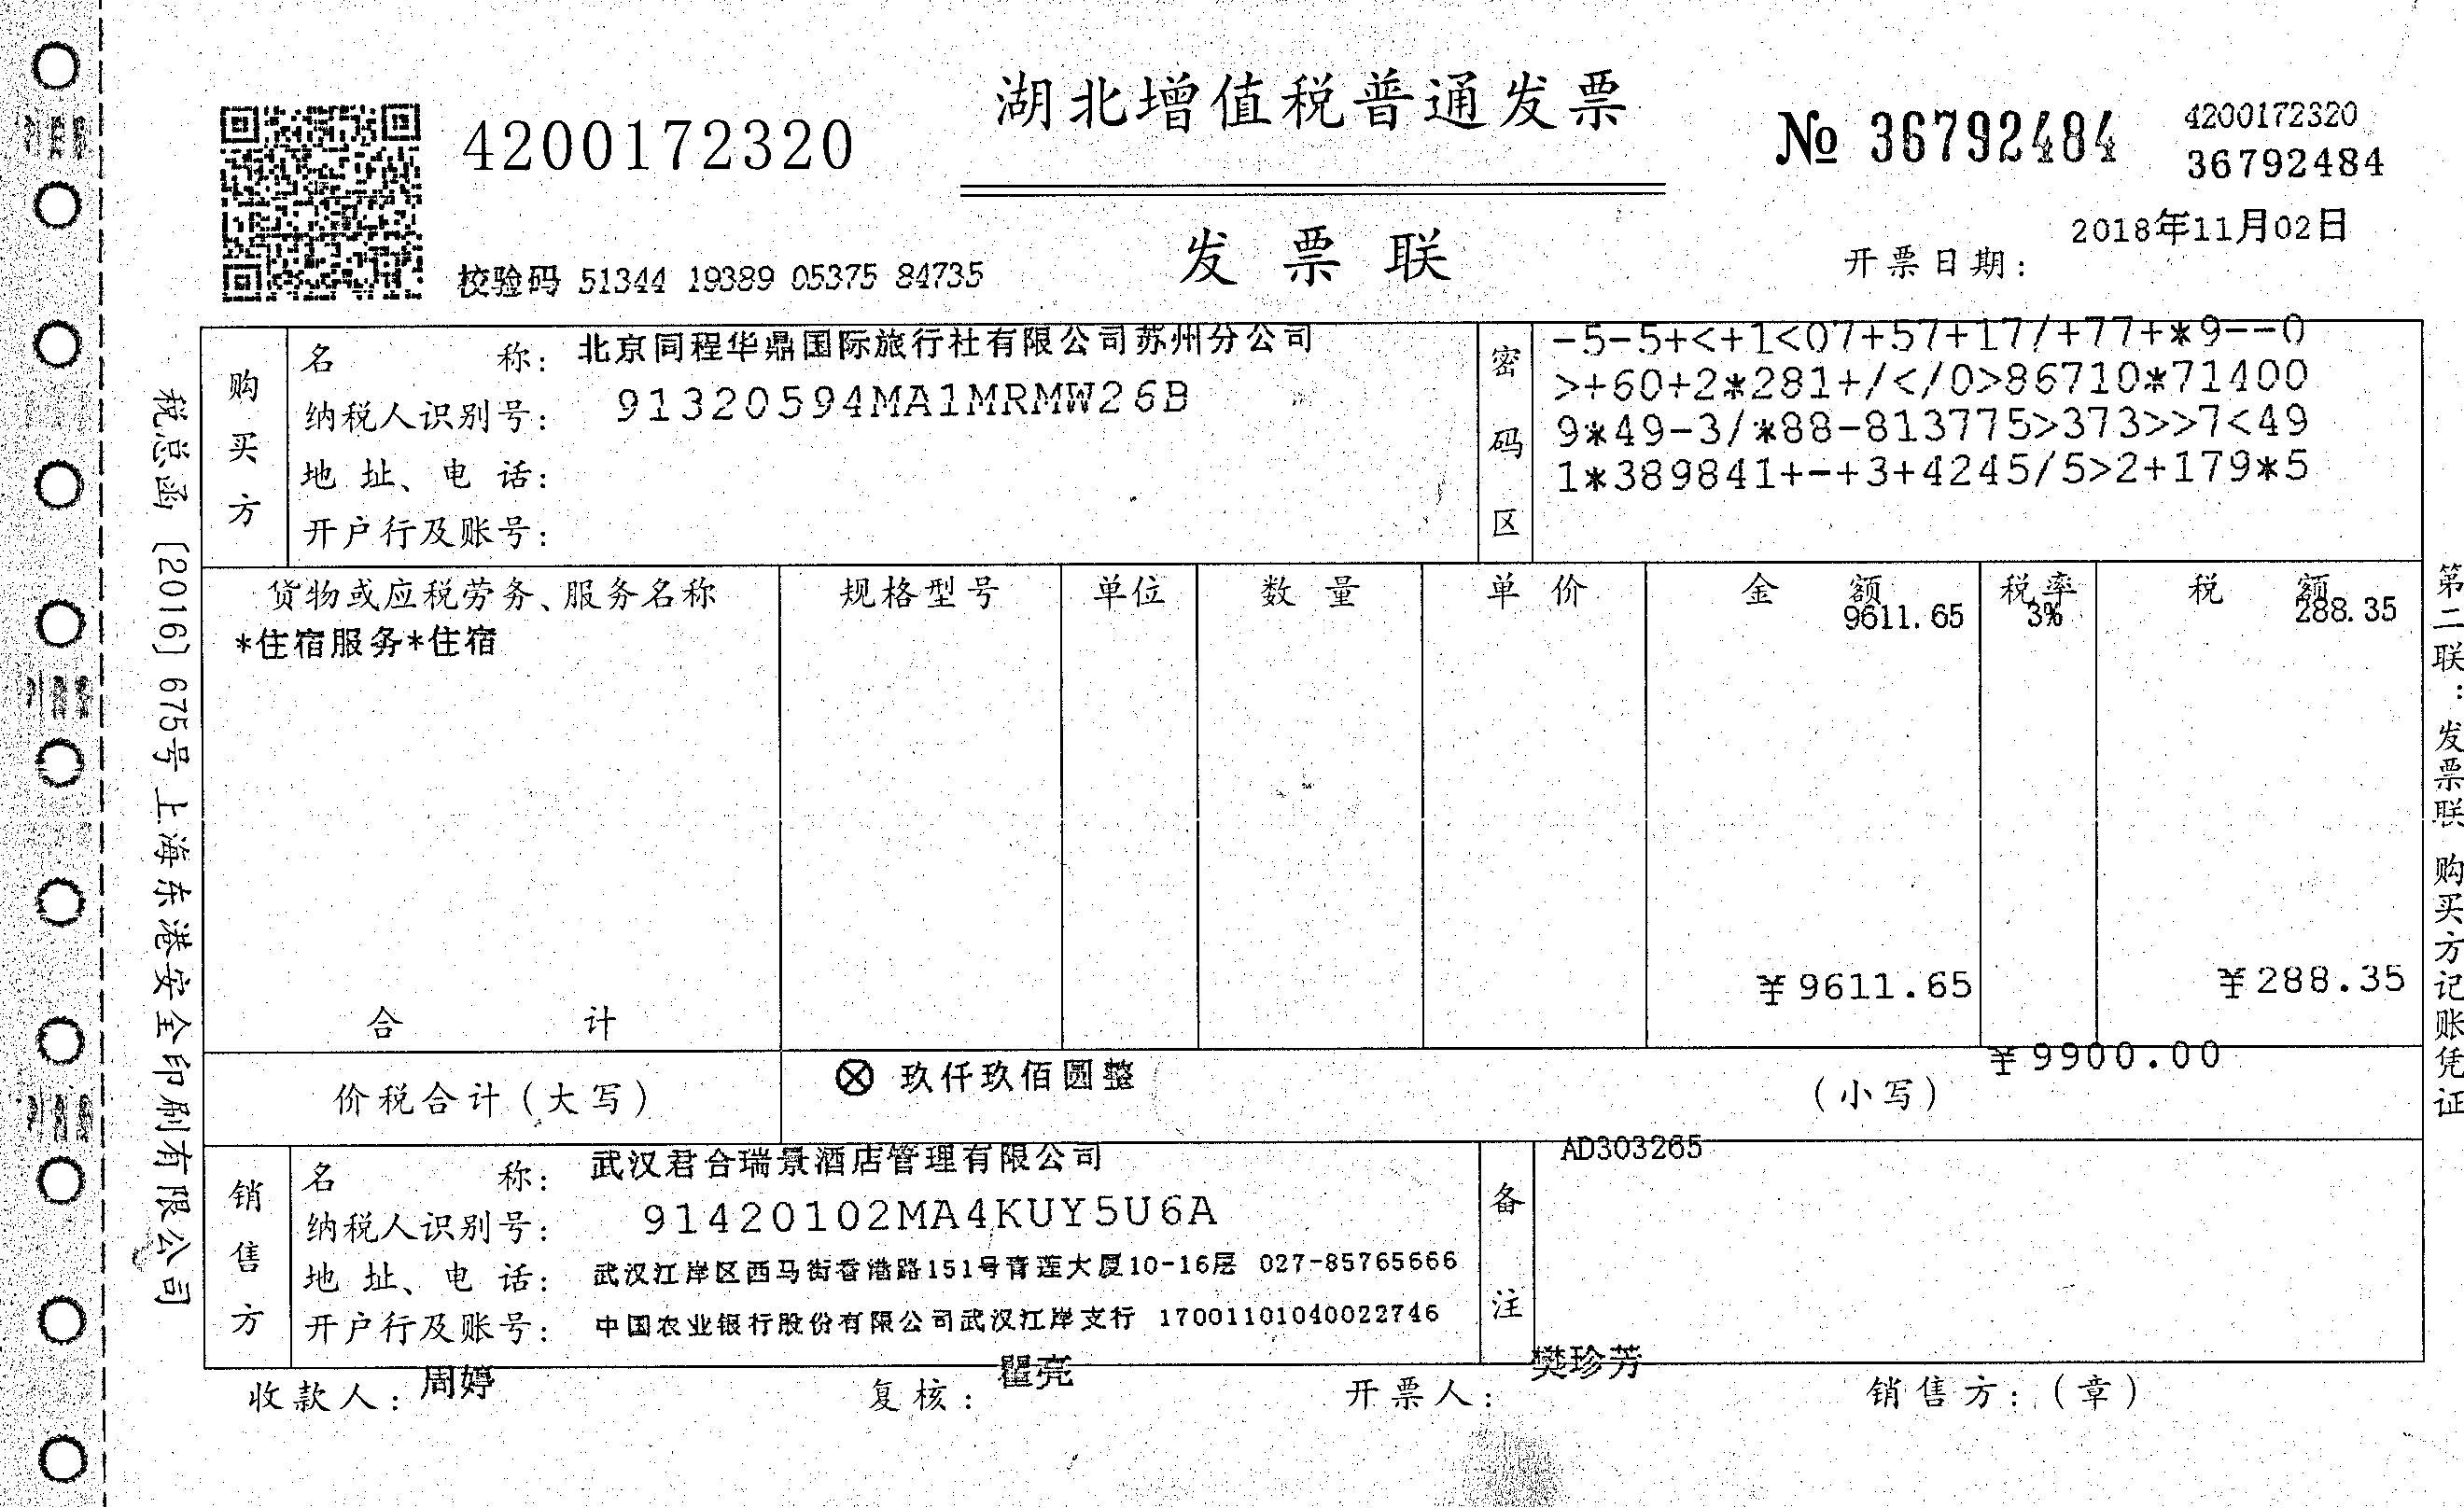 湖北增值税普通发票
4200172320
№ 36792484
4200172320
36792484
发票联
校验码 51344 19389 05375 84735
开票日期: 2018年11月02日
购买方
名称: 北京同程华鼎国际旅行社有限公司苏州分公司
纳税人识别号: 91320594MA1MRMW26B
地址、电话:
开户行及账号:
密码区
-5-5+<+1<07+57+17/+77+*9--0
>+60+2*281+/</0>86710*71400
9*49-3/*88-813775>373>>7<49
1*389841+-+3+4245/5>2+179*5
货物或应税劳务、服务名称 规格型号 单位 数量 单价 金额 税率 税额
*住宿服务*住宿 9611.65 3% 288.35
合计 ¥9611.65 ¥288.35
价税合计(大写) ⊗ 玖仟玖佰圆整 (小写) ¥9900.00
销售方
名称: 武汉君合瑞景酒店管理有限公司
纳税人识别号: 91420102MA4KUY5U6A
地址、电话: 武汉江岸区西马街香港路151号青莲大厦10-16层 027-85765666
开户行及账号: 中国农业银行股份有限公司武汉江岸支行 17001101040022746
备注
AD303265
收款人: 周婷 复核: 瞿亮 开票人: 樊珍芳 销售方:(章)
税总函〔2016〕675号上海东港安全印刷有限公司
第二联:发票联 购买方记账凭证